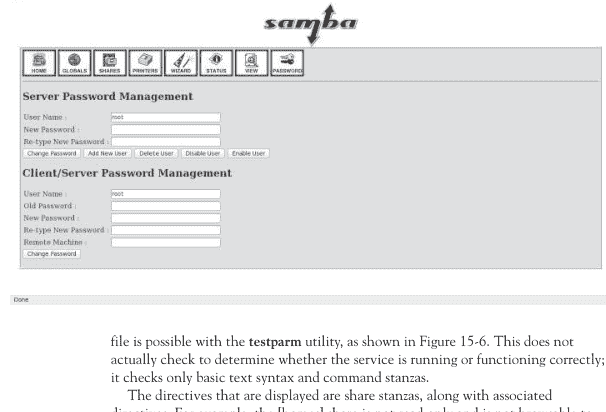 samba
HOME GLOBALS SHARES PRINTERS WIZARD STATUS VIEW PASSWORD
Server Password Management
User Name : root
New Password :
Re-type New Password :
Change Password Add New User Delete User Disable User Enable User
Client/Server Password Management
User Name : root
Old Password :
New Password :
Re-type New Password :
Remote Machine :
Change Password
Done
file is possible with the testparm utility, as shown in Figure 15-6. This does not
actually check to determine whether the service is running or functioning correctly;
it checks only basic text syntax and command stanzas.
The directives that are displayed are share stanzas, along with associated